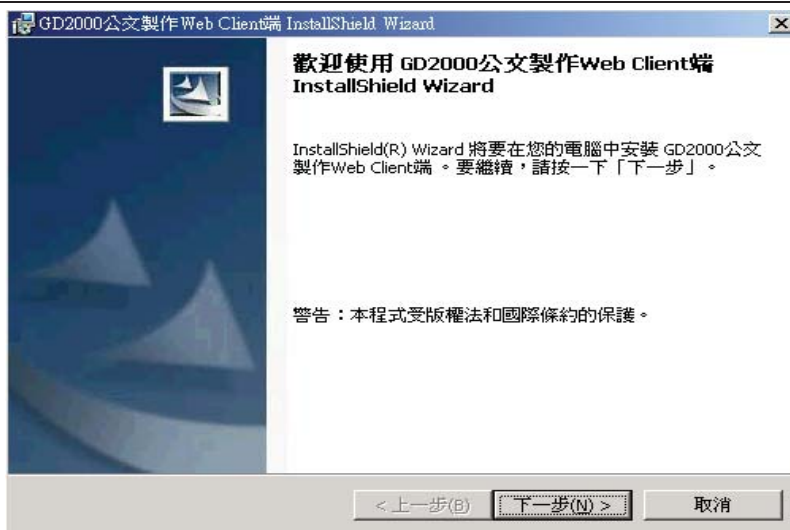 GD2000公文製作Web Client端 InstallShield Wizard
歡迎使用 GD2000公文製作Web Client端
InstallShield Wizard
InstallShield(R) Wizard 將要在您的電腦中安裝 GD2000公文
製作Web Client端 。要繼續，請按一下「下一步」。
警告：本程式受版權法和國際條約的保護。
< 上一步(B)
下一步(N) >
取消